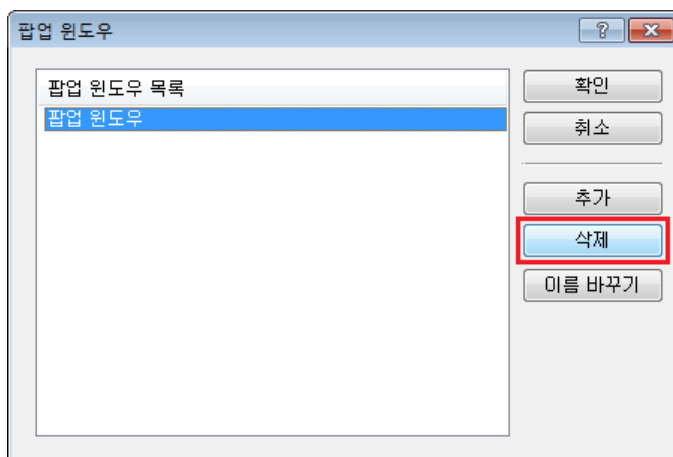 팝업 윈도우
팝업 윈도우 목록
팝업 윈도우
확인
취소
추가
삭제
이름 바꾸기